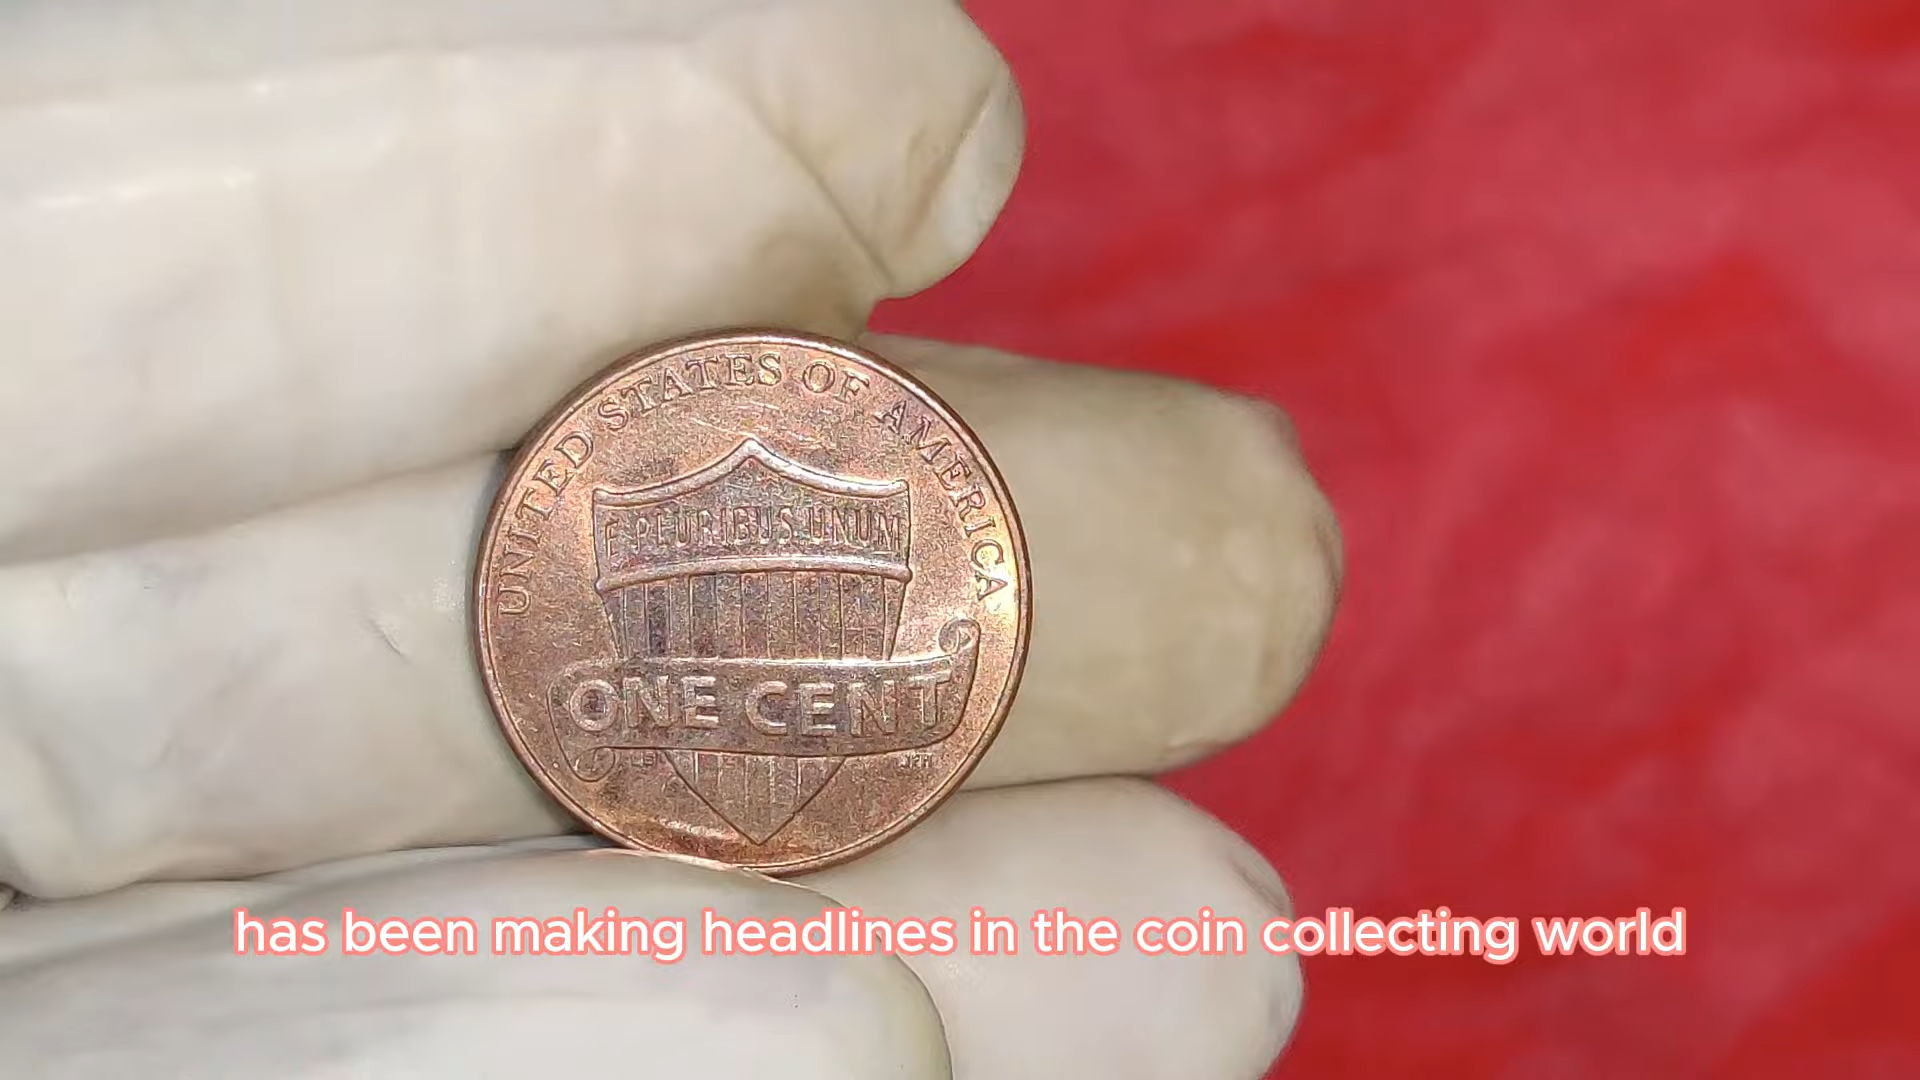 UNITED STATES OF AMERICA
E PLURIBUS UNUM
ONE CENT
has been making headlines in the coin collecting world